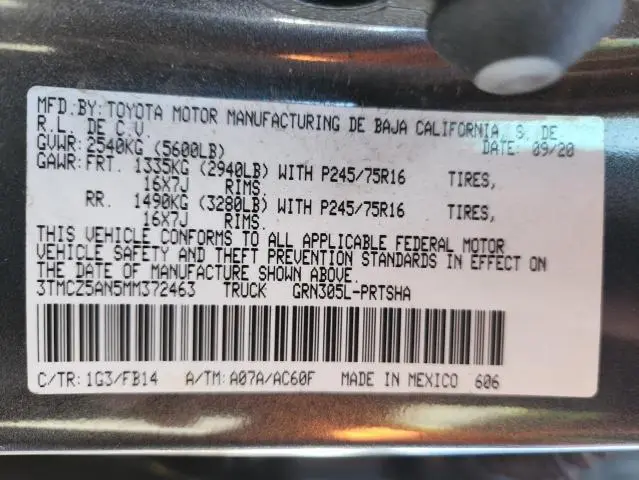 MFD.BY:TOYOTA MOTOR MANUFACTURING DE BAJA CALIFORNIA, S. DE
R.L. DE C.V. DATE: 09/20
GVWR:2540KG (5600LB)
GAWR:FRT. 1335KG (2940LB) WITH P245/75R16 TIRES,
16X7J RIMS.
RR. 1490KG (3280LB) WITH P245/75R16 TIRES,
16X7J RIMS.
THIS VEHICLE CONFORMS TO ALL APPLICABLE FEDERAL MOTOR
VEHICLE SAFETY AND THEFT PREVENTION STANDARDS IN EFFECT ON
THE DATE OF MANUFACTURE SHOWN ABOVE.
3TMCZ5AN5MM372463 TRUCK GRN305L-PRTSHA
C/TR:1G3/FB14 A/TM:A07A/AC60F MADE IN MEXICO 606